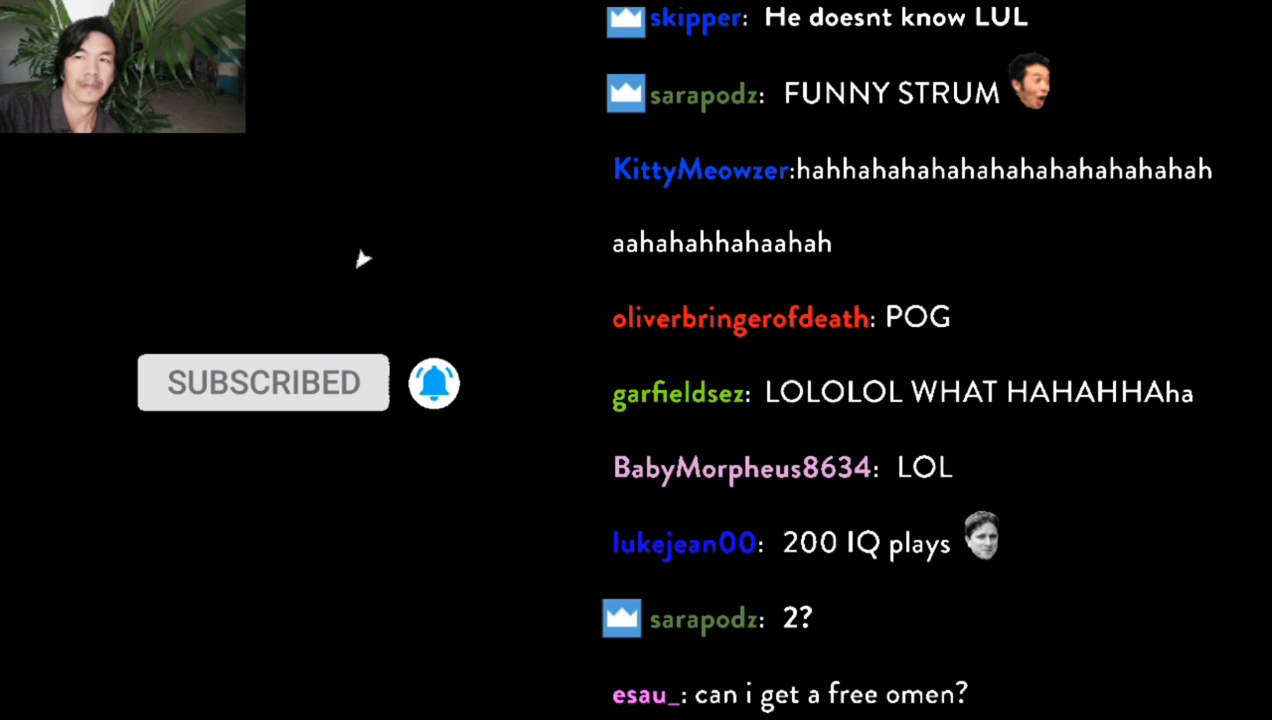 skipper: He doesnt know LUL
sarapodz: FUNNY STRUM
KittyMeowzer:hahhahahahahahahahahahahahah
aahahahhahaahah
oliverbringerofdeath: POG
SUBSCRIBED
garfieldsez: LOLOLOL WHAT HAHAHHAha
BabyMorpheus8634: LOL
lukejean00: 200 IQ plays
sarapodz: 2?
esau_: can i get a free omen?